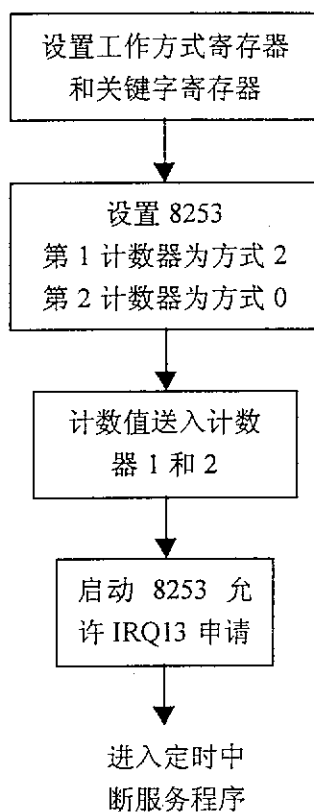 设置工作方式寄存器
和关键字寄存器
设置 8253
第 1 计数器为方式 2
第 2 计数器为方式 0
计数值送入计数
器 1 和 2
启动 8253 允
许 IRQ13 申请
进入定时中
断服务程序